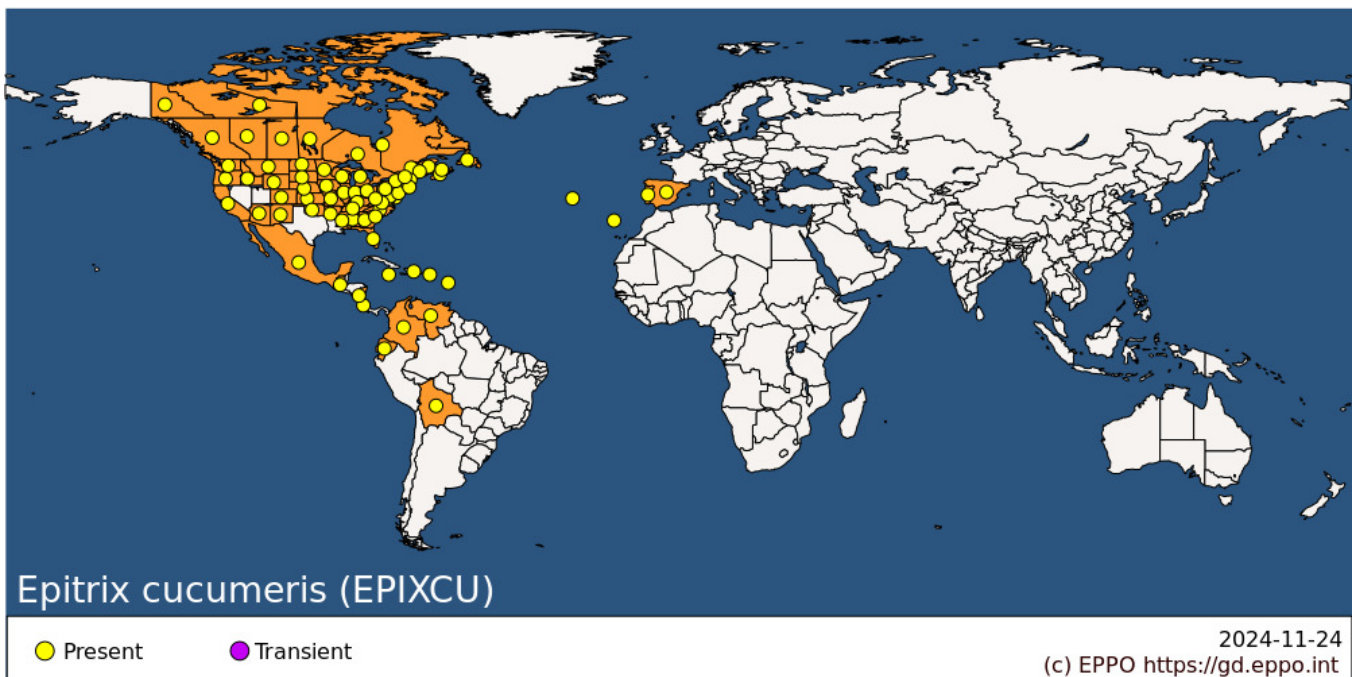 Epitrix cucumeris (EPIXCU)
Present
Transient
2024-11-24
(c) EPPO https://gd.eppo.int